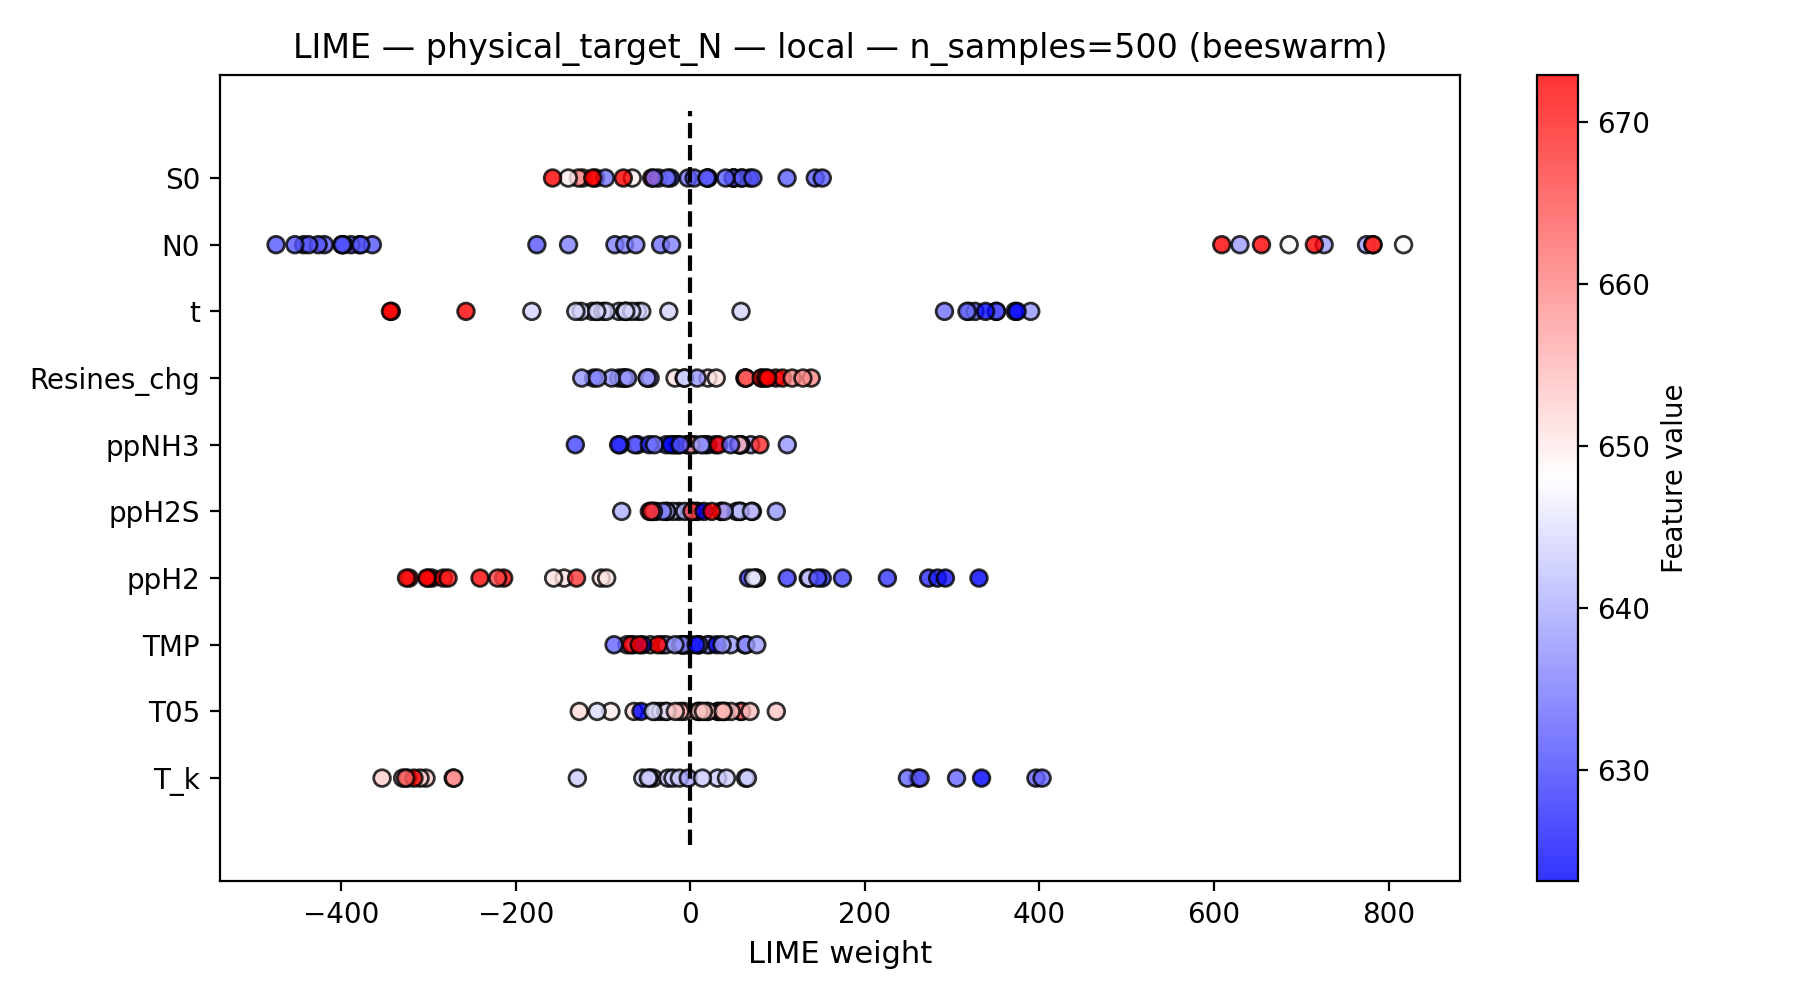 LIME — physical_target_N — local — n_samples=500 (beeswarm)
S0
N0
t
Resines_chg
ppNH3
ppH2S
ppH2
TMP
T05
T_k
−400
−200
0
200
400
600
800
LIME weight
670
660
650
640
630
Feature value